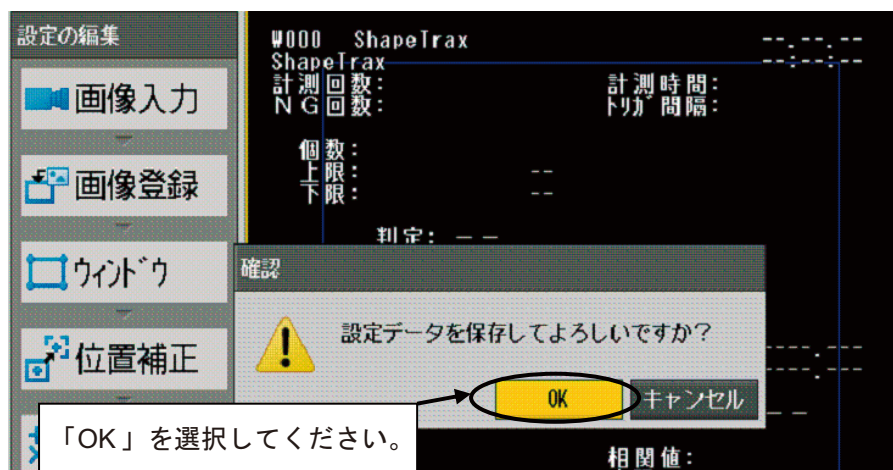 設定の編集
画像入力
画像登録
ウィンドウ
位置補正
W000 ShapeTrax
ShapeTrax
計測回数:
NG回数:
計測時間:
トリガ間隔:
--.--.--
--:--:--
個数:
上限: --
下限: --
判定: --
確認
設定データを保存してよろしいですか?
OK
キャンセル
「OK」を選択してください。
相関値: